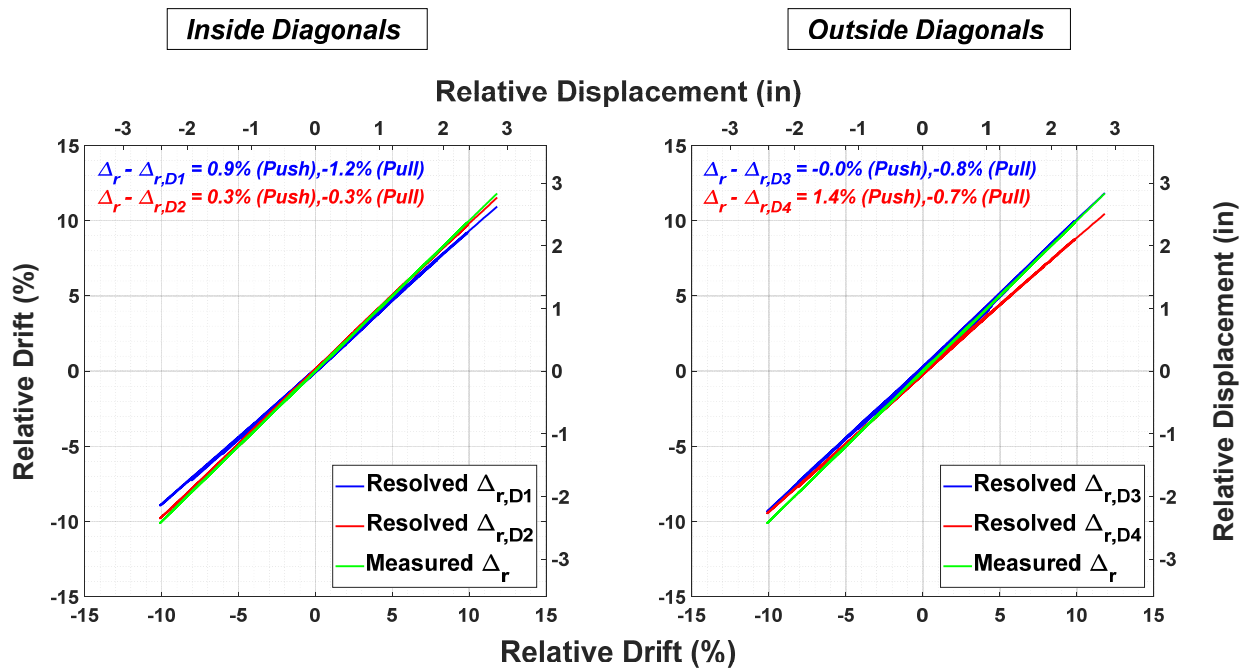 Inside Diagonals
Outside Diagonals
Relative Displacement (in)
-3 -2 -1 0 1 2 3
-3 -2 -1 0 1 2 3
Δr - Δr,D1 = 0.9% (Push),-1.2% (Pull)
Δr - Δr,D2 = 0.3% (Push),-0.3% (Pull)
15
10
5
0
-5
-10
-15
Relative Drift (%)
3
2
1
0
-1
-2
-3
Resolved Δr,D1
Resolved Δr,D2
Measured Δr
-15 -10 -5 0 5 10 15
Δr - Δr,D3 = -0.0% (Push),-0.8% (Pull)
Δr - Δr,D4 = 1.4% (Push),-0.7% (Pull)
15
10
5
0
-5
-10
-15
3
2
1
0
-1
-2
-3
Relative Displacement (in)
Resolved Δr,D3
Resolved Δr,D4
Measured Δr
-15 -10 -5 0 5 10 15
Relative Drift (%)